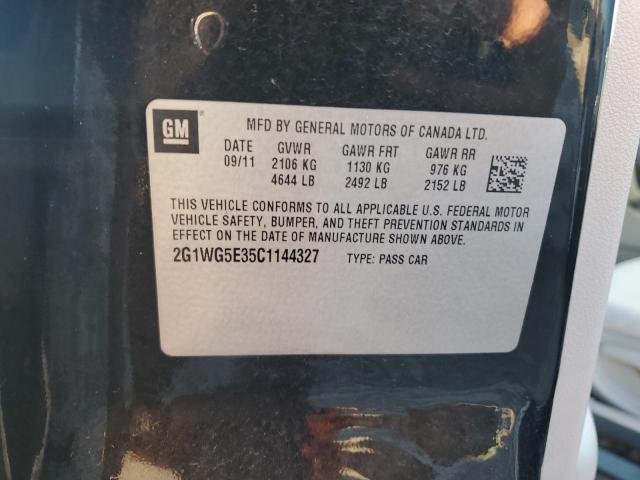 GM
MFD BY GENERAL MOTORS OF CANADA LTD.
DATE GVWR GAWR FRT GAWR RR
09/11 2106 KG 1130 KG 976 KG
4644 LB 2492 LB 2152 LB
THIS VEHICLE CONFORMS TO ALL APPLICABLE U.S. FEDERAL MOTOR
VEHICLE SAFETY, BUMPER, AND THEFT PREVENTION STANDARDS
IN EFFECT ON THE DATE OF MANUFACTURE SHOWN ABOVE.
2G1WG5E35C1144327 TYPE: PASS CAR